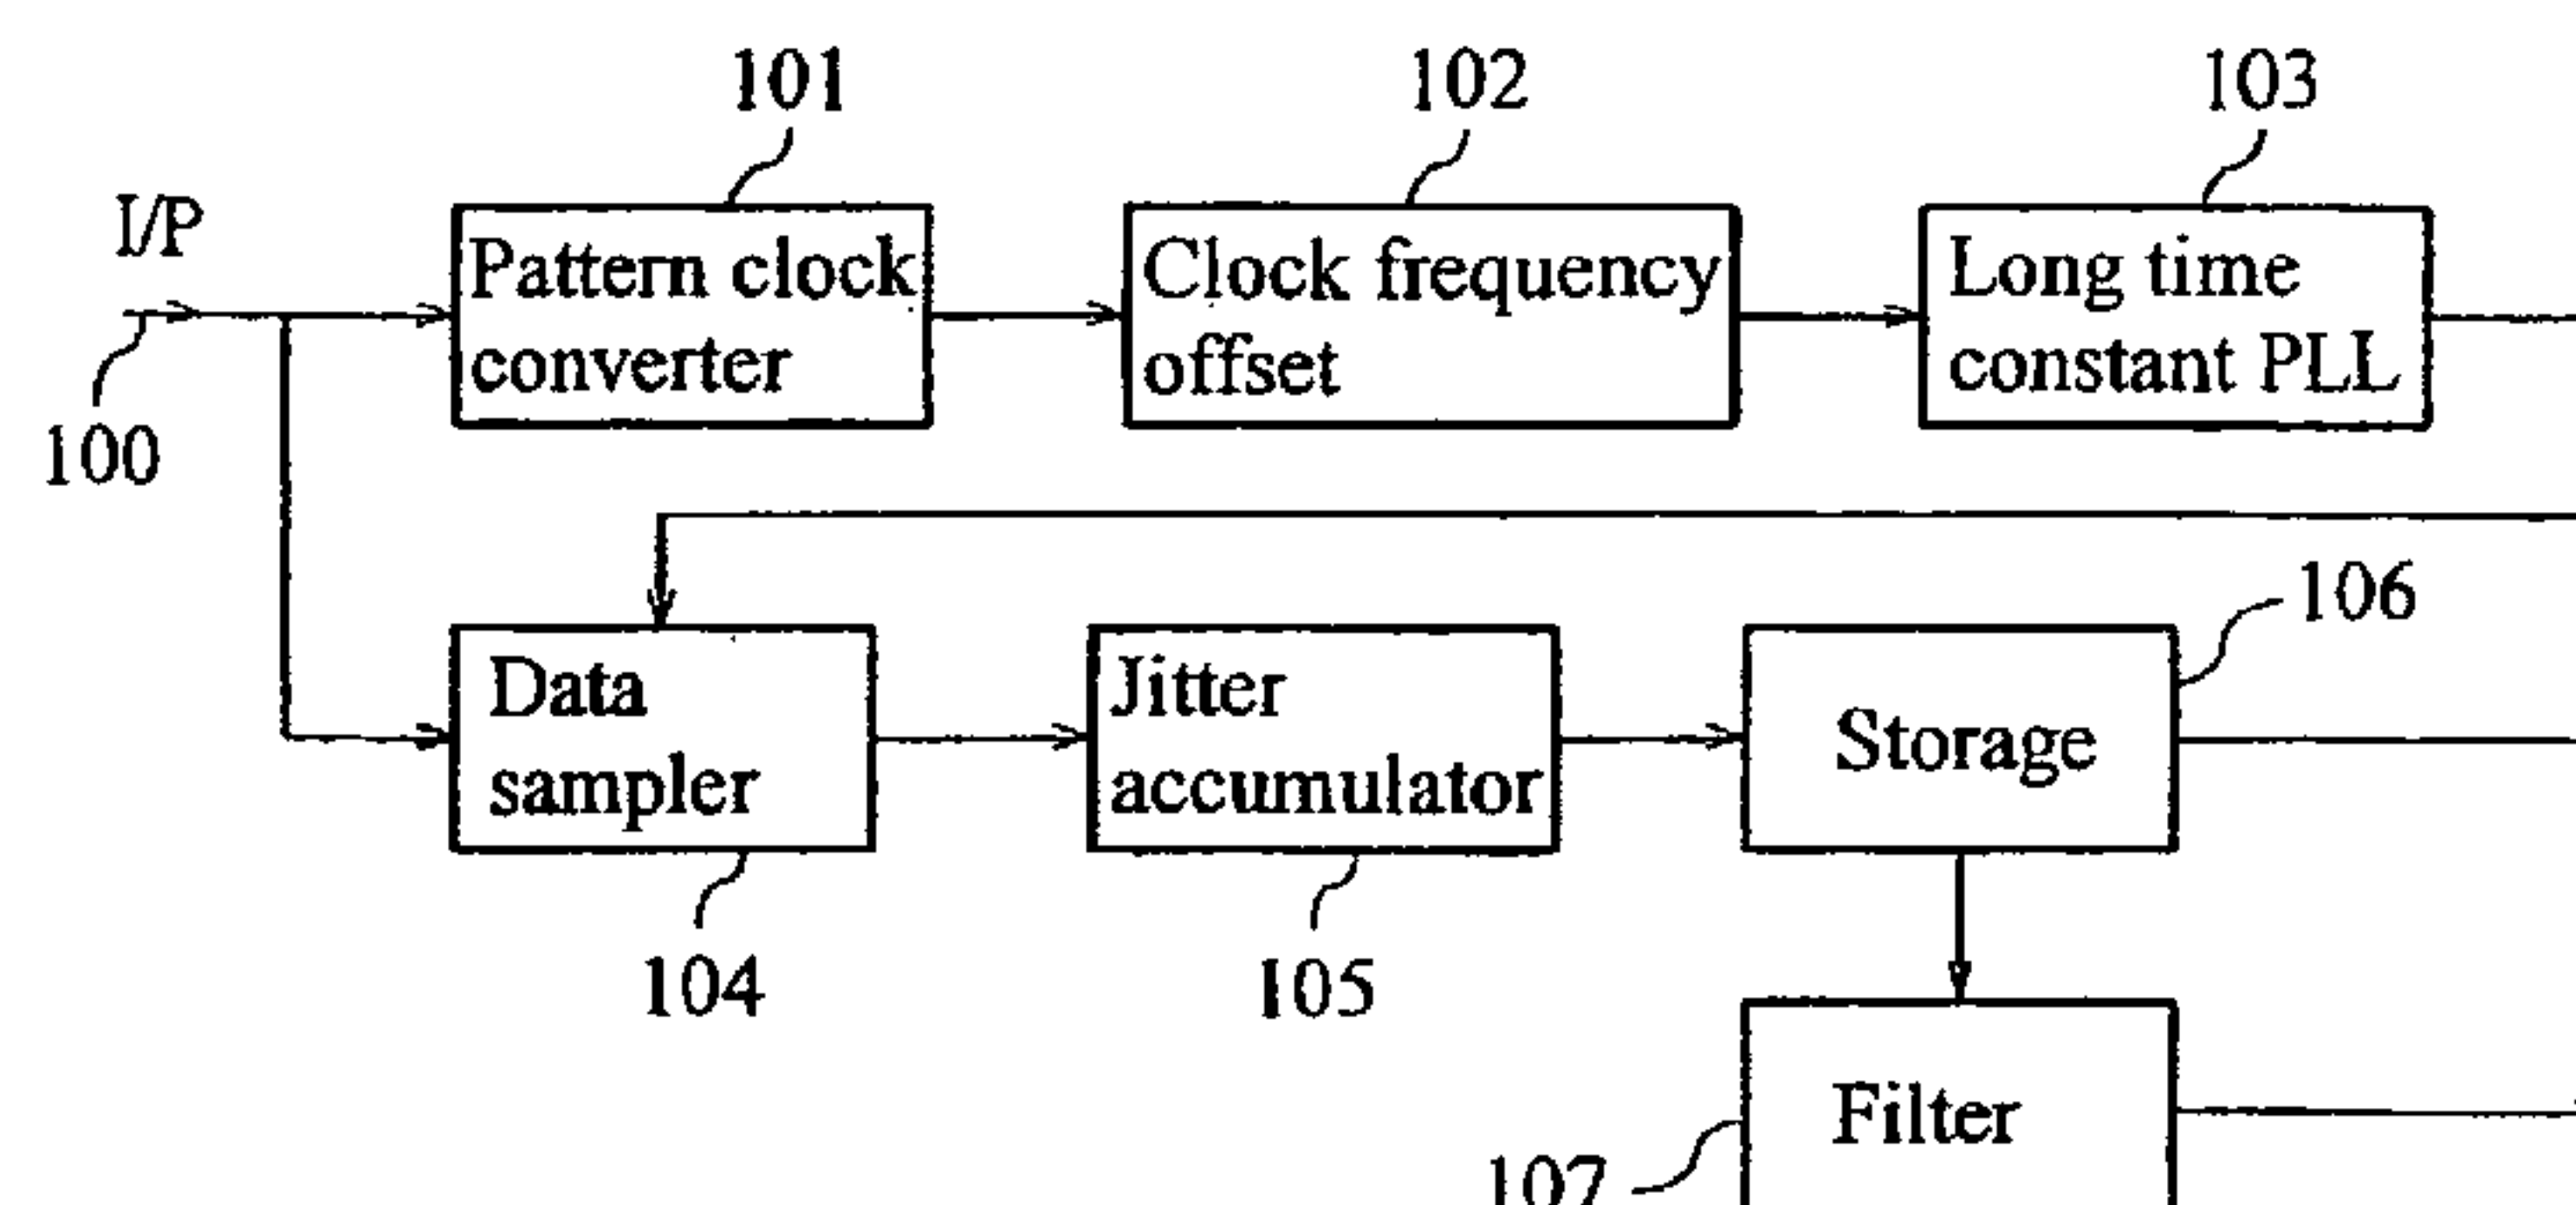 101
102
103
I/P
Pattern clock
converter
Clock frequency
offset
Long time
constant PLL
100
106
Data
sampler
Jitter
accumulator
Storage
104
105
Filter
107